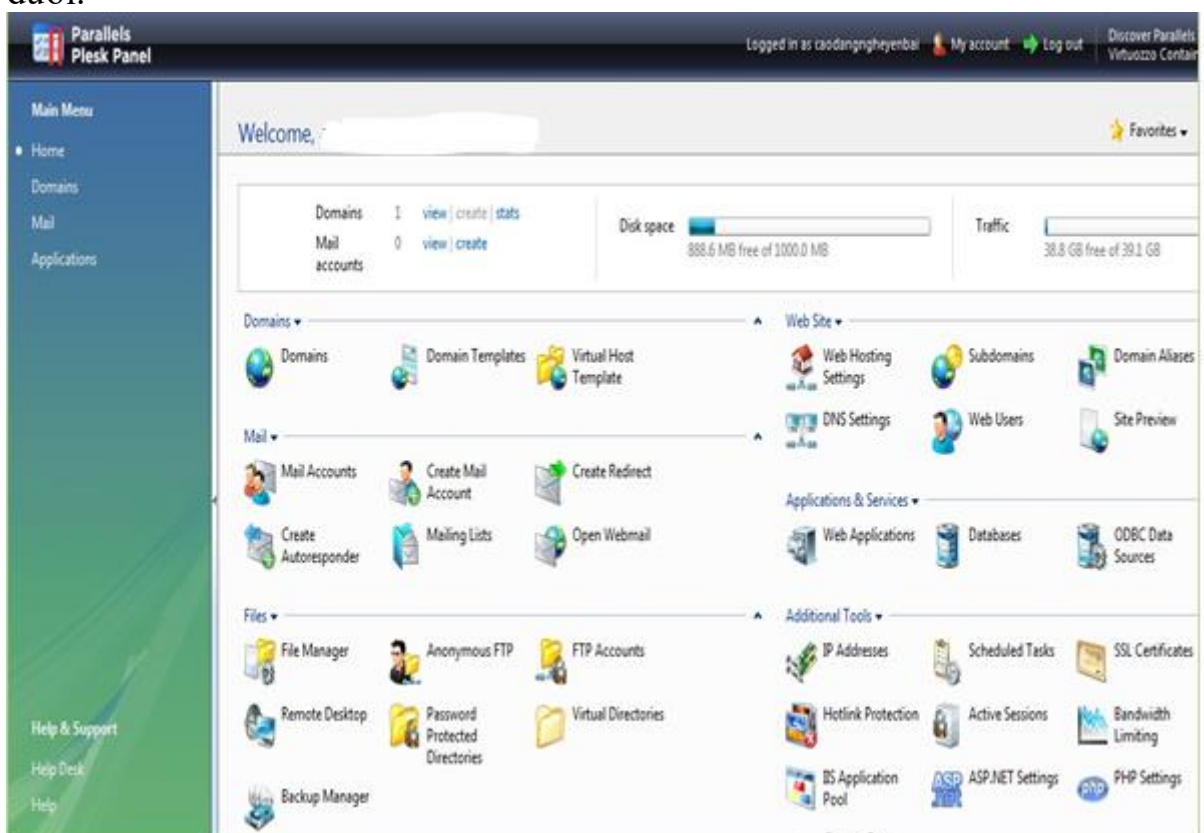 dưới.
Parallels
Plesk Panel
Logged in as caodangngheyenbai My account Log out
Discover Parallels
Virtuozzo Contain
Main Menu
Home
Domains
Mail
Applications
Help & Support
Help Desk
Help
Welcome,
Favorites
Domains 1 view | create | stats
Mail accounts 0 view | create
Disk space
888.6 MB free of 1000.0 MB
Traffic
38.8 GB free of 39.1 GB
Domains
Domains
Domain Templates
Virtual Host
Template
Mail
Mail Accounts
Create Mail
Account
Create Redirect
Create
Autoresponder
Mailing Lists
Open Webmail
Files
File Manager
Anonymous FTP
FTP Accounts
Remote Desktop
Password
Protected
Directories
Virtual Directories
Backup Manager
Web Site
Web Hosting
Settings
Subdomains
Domain Aliases
DNS Settings
Web Users
Site Preview
Applications & Services
Web Applications
Databases
ODBC Data
Sources
Additional Tools
IP Addresses
Scheduled Tasks
SSL Certificates
Hotlink Protection
Active Sessions
Bandwidth
Limiting
IIS Application
Pool
ASP.NET Settings
PHP Settings